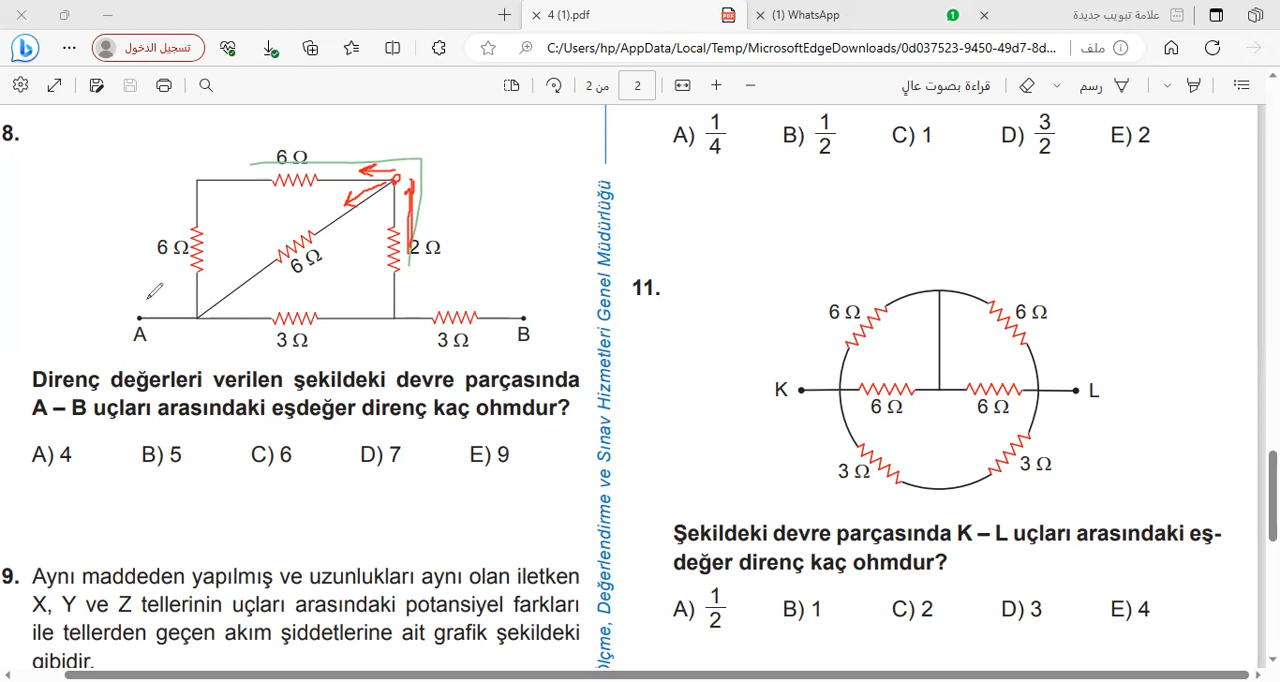 4 (1).pdf
(1) WhatsApp
1
علامة تبويب جديدة
تسجيل الدخول
C:/Users/hp/AppData/Local/Temp/MicrosoftEdgeDownloads/0d037523-9450-49d7-8d...
ملف
2 من 2
قراءة بصوت عالٍ
رسم
8.
6 Ω
6 Ω
6 Ω
2 Ω
A
3 Ω
3 Ω
B
Direnç değerleri verilen şekildeki devre parçasında
A – B uçları arasındaki eşdeğer direnç kaç ohmdur?
A) 4 B) 5 C) 6 D) 7 E) 9
9. Aynı maddeden yapılmış ve uzunlukları aynı olan iletken
X, Y ve Z tellerinin uçları arasındaki potansiyel farkları
ile tellerden geçen akım şiddetlerine ait grafik şekildeki
gibidir.
Ölçme, Değerlendirme ve Sınav Hizmetleri Genel Müdürlüğü
A) 1/4 B) 1/2 C) 1 D) 3/2 E) 2
11.
6 Ω
6 Ω
K
L
6 Ω
6 Ω
3 Ω
3 Ω
Şekildeki devre parçasında K – L uçları arasındaki eş-
değer direnç kaç ohmdur?
A) 1/2 B) 1 C) 2 D) 3 E) 4